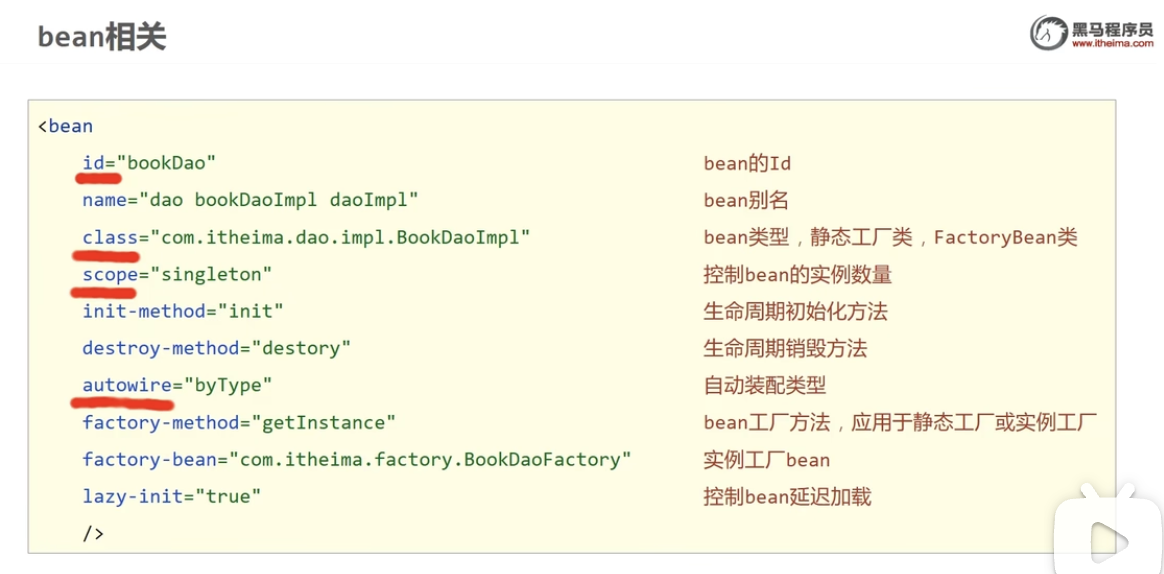 bean相关
黑马程序员
www.itheima.com
<bean
id="bookDao" bean的Id
name="dao bookDaoImpl daoImpl" bean别名
class="com.itheima.dao.impl.BookDaoImpl" bean类型，静态工厂类，FactoryBean类
scope="singleton" 控制bean的实例数量
init-method="init" 生命周期初始化方法
destroy-method="destory" 生命周期销毁方法
autowire="byType" 自动装配类型
factory-method="getInstance" bean工厂方法，应用于静态工厂或实例工厂
factory-bean="com.itheima.factory.BookDaoFactory" 实例工厂bean
lazy-init="true" 控制bean延迟加载
/>